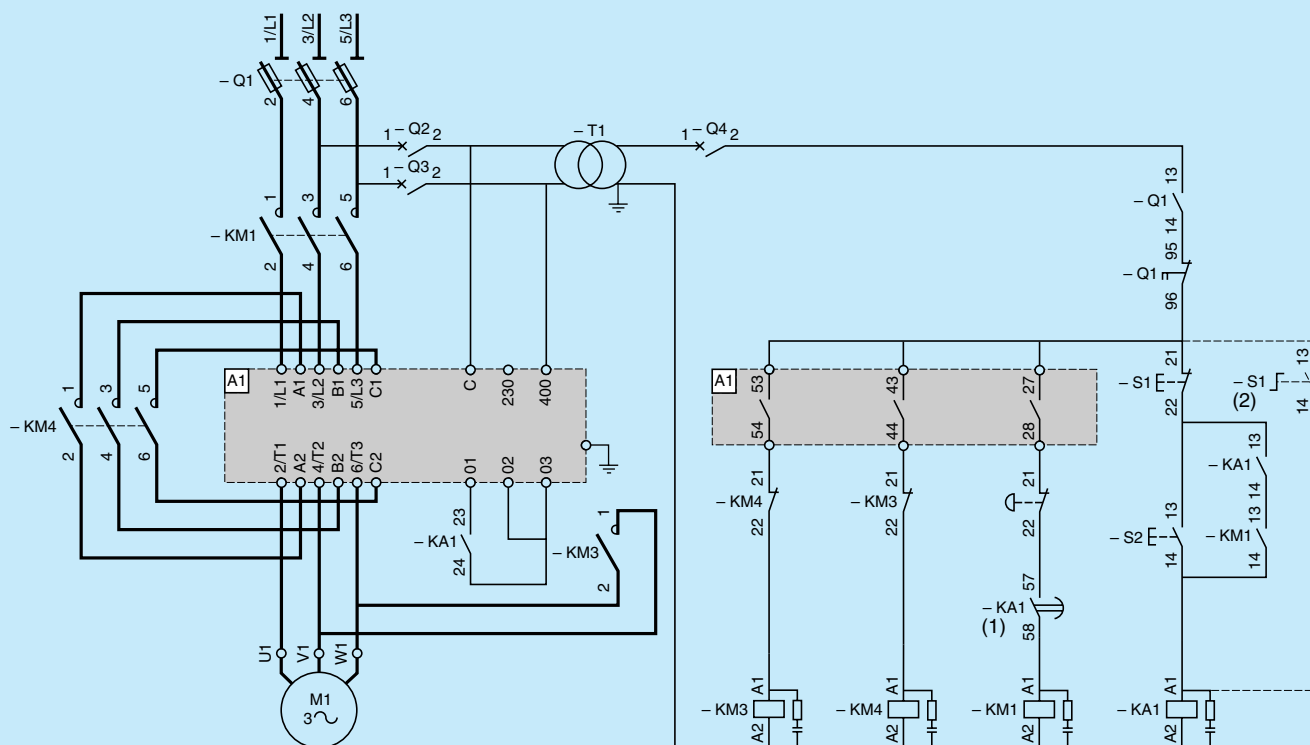 1/L1 3/L2 5/L3
– Q1
2 4 6
1 – Q2 2
1 – Q3 2
– T1
1 – Q4 2
13
– Q1
14
95
– Q1
96
1 3 5
– KM1
2 4 6
1 3 5
– KM4
2 4 6
A1
1/L1 A1 3/L2 B1 5/L3 C1 C 230 400
2/T1 A2 4/T2 B2 6/T3 C2 01 02 03
23
– KA1
24
1
– KM3
2
U1 V1 W1
M1
3
A1
53 43 27
54 44 28
21 21 21
– KM4 – KM3
22 22 22
57
– KA1
(1)
58
21
– S1
22
13
– S1
(2)
14
13
– KA1
14
13
– S2
14
13
– KM1
14
A1 A1 A1 A1
– KM3 – KM4 – KM1 – KA1
A2 A2 A2 A2